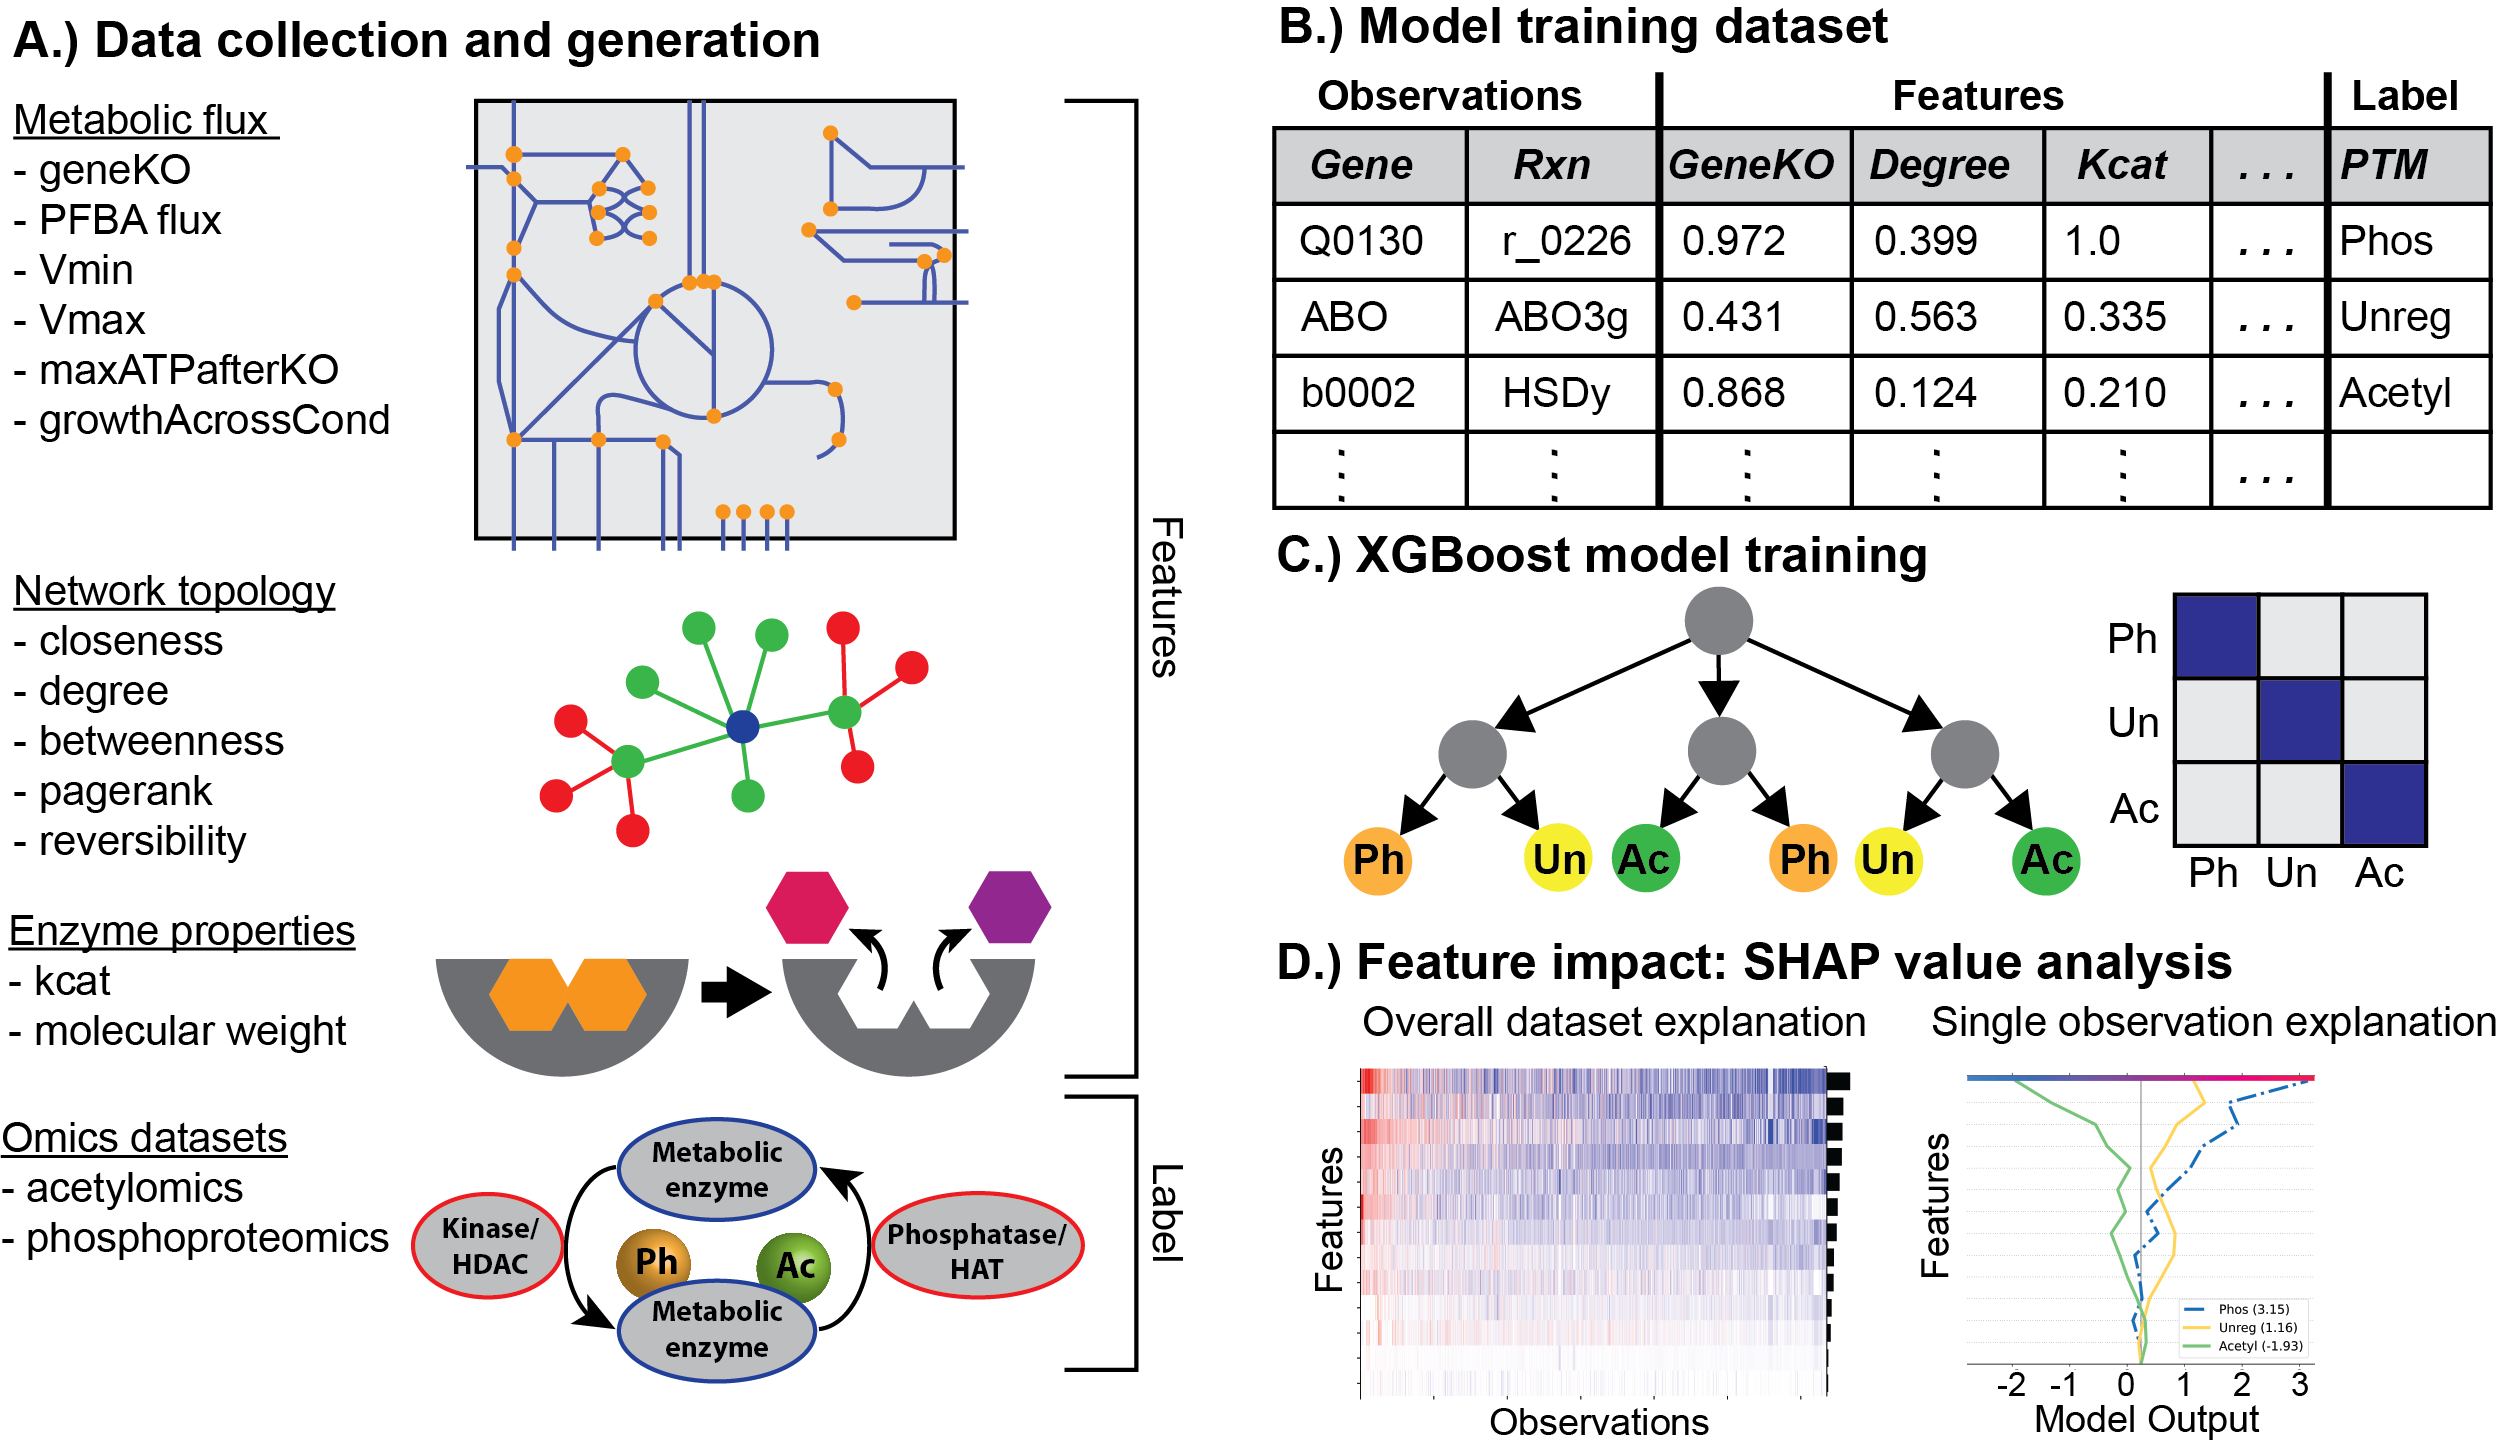 A.) Data collection and generation
Metabolic flux
- geneKO
- PFBA flux
- Vmin
- Vmax
- maxATPafterKO
- growthAcrossCond
Network topology
- closeness
- degree
- betweenness
- pagerank
- reversibility
Enzyme properties
- kcat
- molecular weight
Features
Omics datasets
- acetylomics
- phosphoproteomics
Metabolic
enzyme
Kinase/
HDAC
Ph
Ac
Phosphatase/
HAT
Metabolic
enzyme
Label
B.) Model training dataset
Observations Features Label
Gene Rxn GeneKO Degree Kcat . . . PTM
Q0130 r_0226 0.972 0.399 1.0 . . . Phos
ABO ABO3g 0.431 0.563 0.335 . . . Unreg
b0002 HSDy 0.868 0.124 0.210 . . . Acetyl
⋮ ⋮ ⋮ ⋮ ⋮ . . .
C.) XGBoost model training
Ph Un Ac Ph Un Ac
Ph
Un
Ac
Ph Un Ac
D.) Feature impact: SHAP value analysis
Overall dataset explanation
Features
Observations
Single observation explanation
Features
Phos (3.15)
Unreg (1.16)
Acetyl (-1.93)
-2 -1 0 1 2 3
Model Output